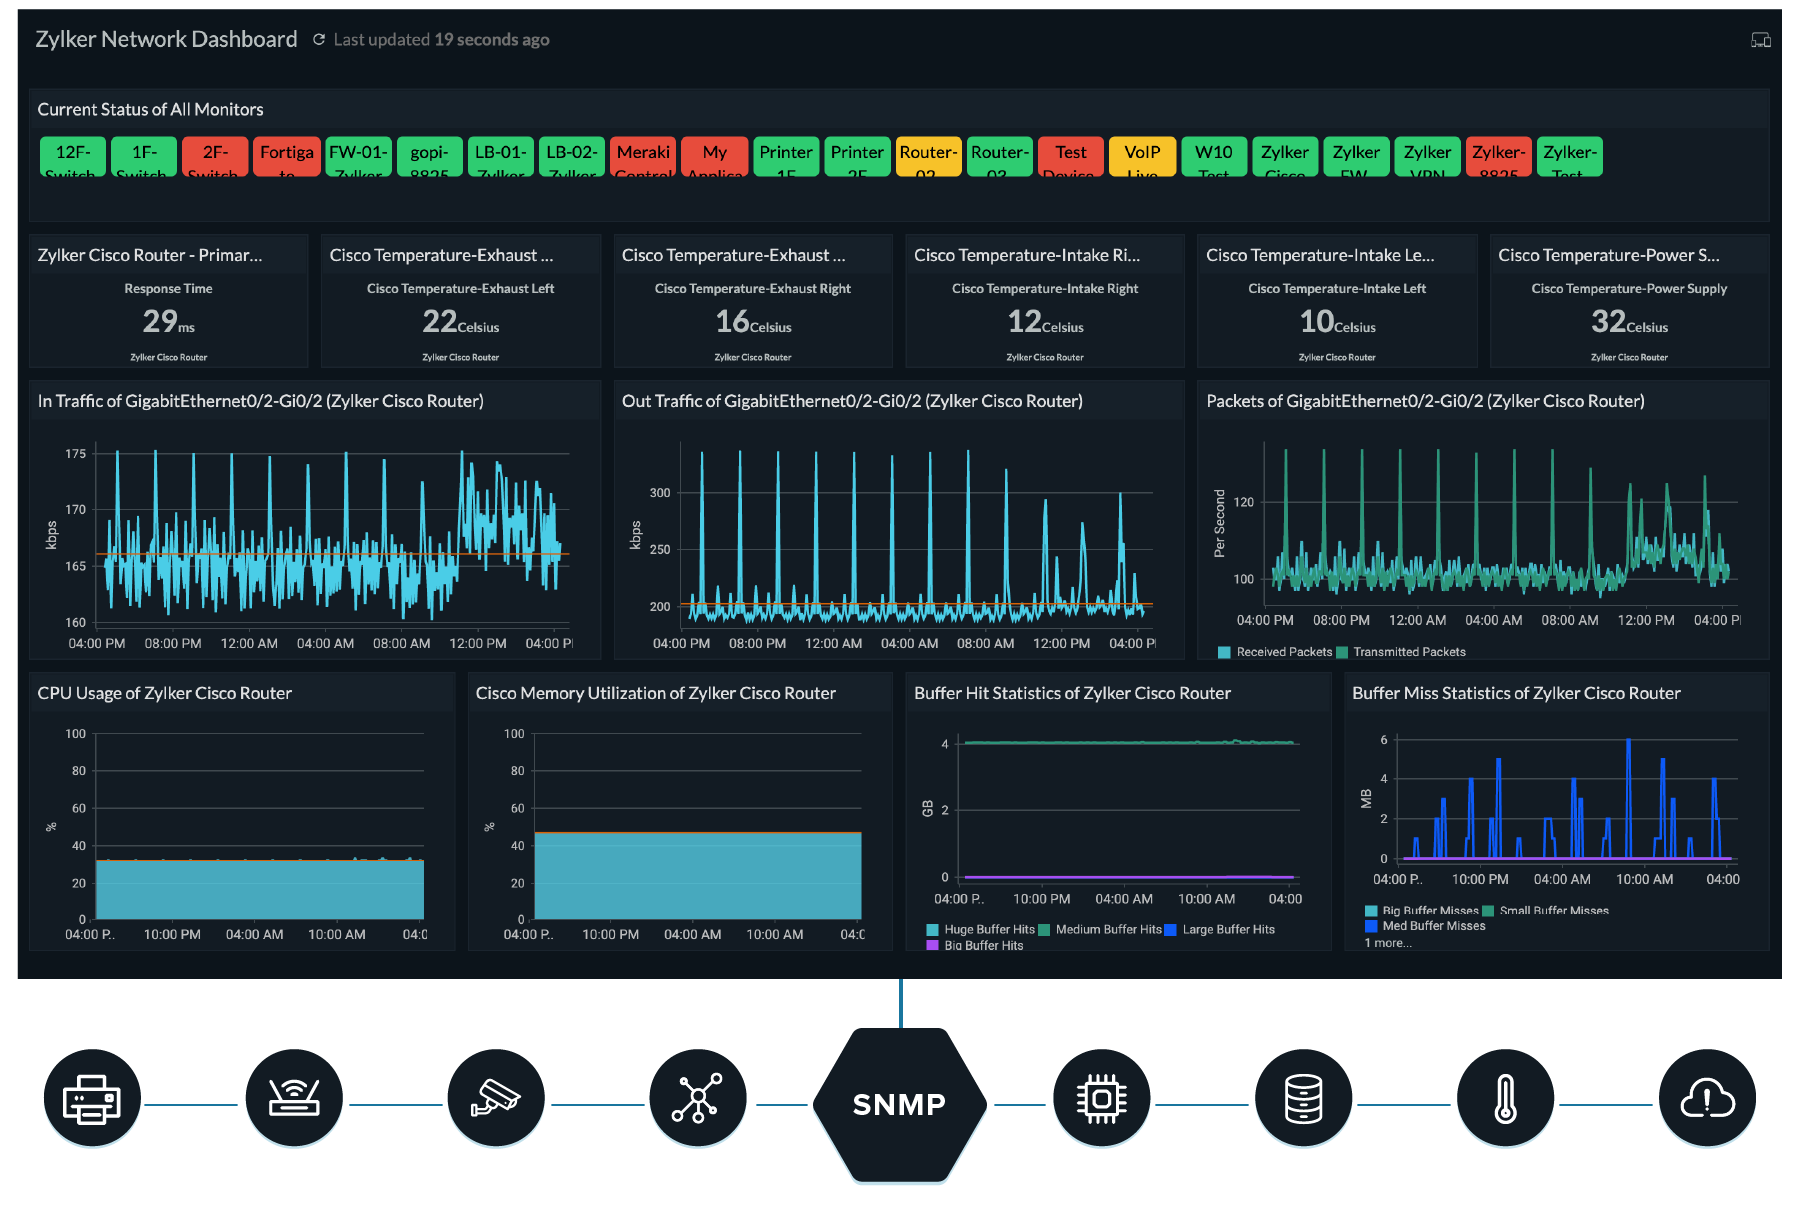 Zylker Network Dashboard Last updated 19 seconds ago
Current Status of All Monitors
12F- 1F- 2F- Fortiga FW-01- gopi- LB-01- LB-02- Meraki My Printer Printer Router- Router- Test VoIP W10 Zylker Zylker Zylker Zylker- Zylker-
Switch Switch Switch te Zylker 8825 Zylker Zylker Control Applica 1F 2F 02 03 Device Live Test Cisco FW VPN 8825 Test
Zylker Cisco Router - Primar... Cisco Temperature-Exhaust ... Cisco Temperature-Exhaust ... Cisco Temperature-Intake Ri... Cisco Temperature-Intake Le... Cisco Temperature-Power S...
Response Time Cisco Temperature-Exhaust Left Cisco Temperature-Exhaust Right Cisco Temperature-Intake Right Cisco Temperature-Intake Left Cisco Temperature-Power Supply
29ms 22Celsius 16Celsius 12Celsius 10Celsius 32Celsius
Zylker Cisco Router Zylker Cisco Router Zylker Cisco Router Zylker Cisco Router Zylker Cisco Router Zylker Cisco Router
In Traffic of GigabitEthernet0/2-Gi0/2 (Zylker Cisco Router)
kbps
175
170
165
160
04:00 PM 08:00 PM 12:00 AM 04:00 AM 08:00 AM 12:00 PM 04:00 P
Out Traffic of GigabitEthernet0/2-Gi0/2 (Zylker Cisco Router)
kbps
300
250
200
04:00 PM 08:00 PM 12:00 AM 04:00 AM 08:00 AM 12:00 PM 04:00 P
Packets of GigabitEthernet0/2-Gi0/2 (Zylker Cisco Router)
Per Second
120
100
04:00 PM 08:00 PM 12:00 AM 04:00 AM 08:00 AM 12:00 PM 04:00 P
Received Packets Transmitted Packets
CPU Usage of Zylker Cisco Router
%
100
80
60
40
20
0
04:00 P.. 10:00 PM 04:00 AM 10:00 AM 04:0
Cisco Memory Utilization of Zylker Cisco Router
%
100
80
60
40
20
0
04:00 P.. 10:00 PM 04:00 AM 10:00 AM 04:0
Buffer Hit Statistics of Zylker Cisco Router
GB
4
2
0
04:00 P.. 10:00 PM 04:00 AM 10:00 AM 04:00
Huge Buffer Hits Medium Buffer Hits Large Buffer Hits
Big Buffer Hits
Buffer Miss Statistics of Zylker Cisco Router
MB
6
4
2
0
04:00 P.. 10:00 PM 04:00 AM 10:00 AM 04:00
Big Buffer Misses Small Buffer Misses
Med Buffer Misses
1 more...
SNMP